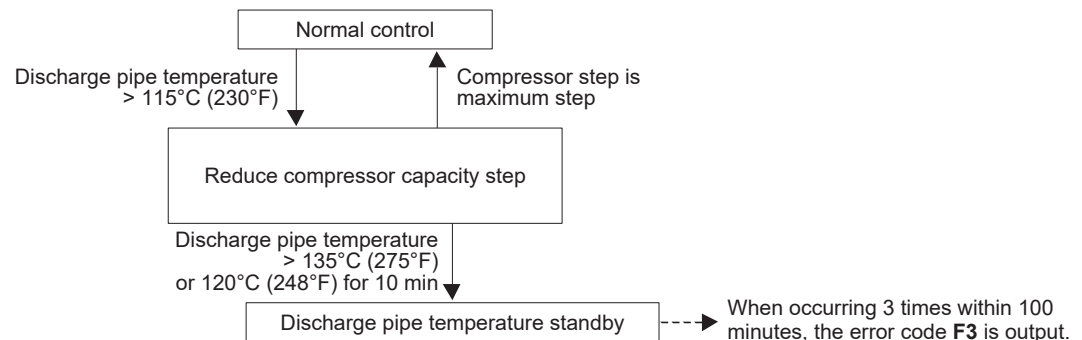 Normal control
Discharge pipe temperature
> 115°C (230°F)
Compressor step is
maximum step
Reduce compressor capacity step
Discharge pipe temperature
> 135°C (275°F)
or 120°C (248°F) for 10 min
Discharge pipe temperature standby
When occurring 3 times within 100
minutes, the error code F3 is output.